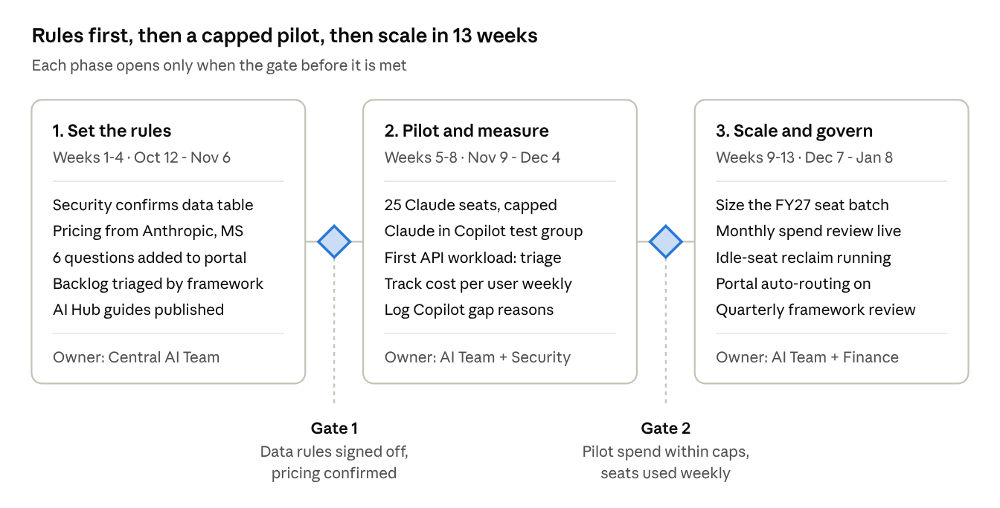 Rules first, then a capped pilot, then scale in 13 weeks
Each phase opens only when the gate before it is met
1. Set the rules
Weeks 1-4 · Oct 12 - Nov 6
Security confirms data table
Pricing from Anthropic, MS
6 questions added to portal
Backlog triaged by framework
AI Hub guides published
Owner: Central AI Team
2. Pilot and measure
Weeks 5-8 · Nov 9 - Dec 4
25 Claude seats, capped
Claude in Copilot test group
First API workload: triage
Track cost per user weekly
Log Copilot gap reasons
Owner: AI Team + Security
3. Scale and govern
Weeks 9-13 · Dec 7 - Jan 8
Size the FY27 seat batch
Monthly spend review live
Idle-seat reclaim running
Portal auto-routing on
Quarterly framework review
Owner: AI Team + Finance
Gate 1
Data rules signed off,
pricing confirmed
Gate 2
Pilot spend within caps,
seats used weekly